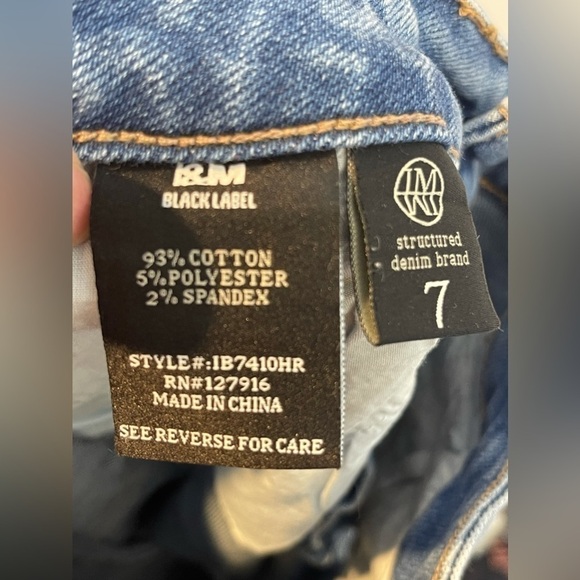 I&M
BLACK LABEL
93% COTTON
5% POLYESTER
2% SPANDEX
STYLE#:IB7410HR
RN#127916
MADE IN CHINA
SEE REVERSE FOR CARE
structured
denim brand
7